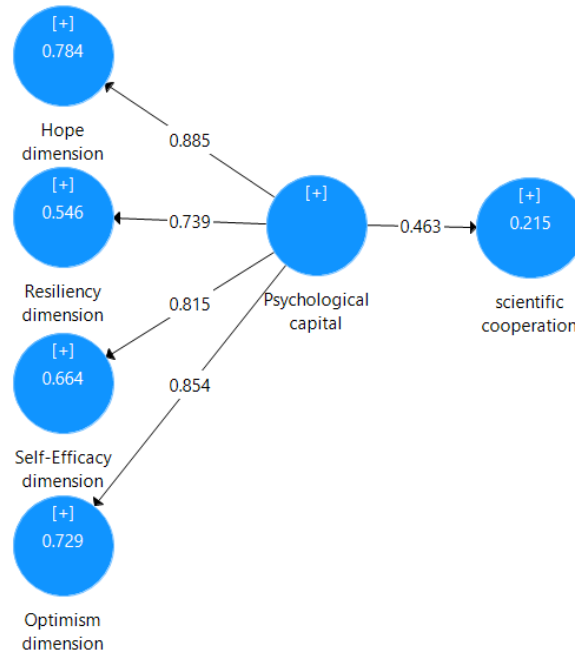 [+]
0.784
Hope
dimension
0.885
[+]
0.546
Resiliency
dimension
0.739
[+]
Psychological
capital
0.463
[+]
0.215
scientific
cooperation
0.815
[+]
0.664
Self-Efficacy
dimension
0.854
[+]
0.729
Optimism
dimension